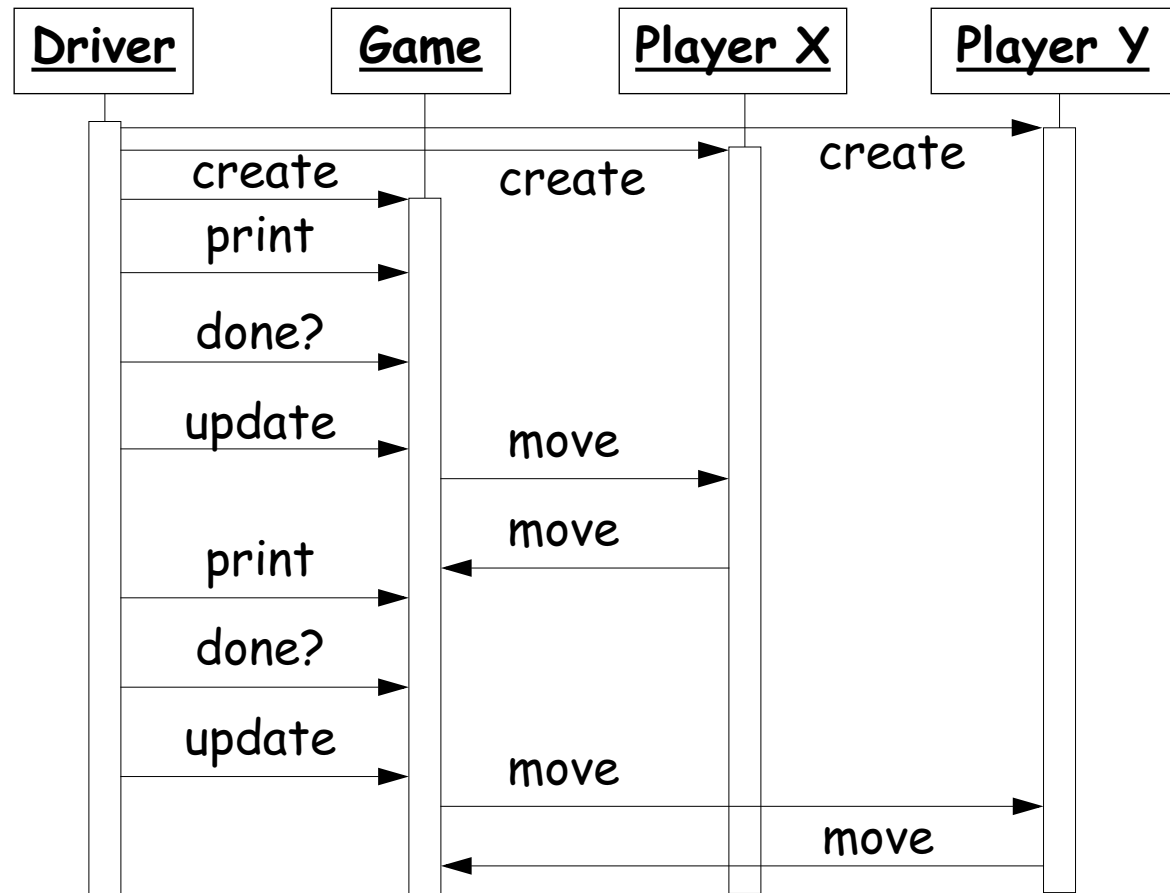 Driver
Game
Player X
Player Y
create
create
create
print
done?
update
move
move
print
done?
update
move
move